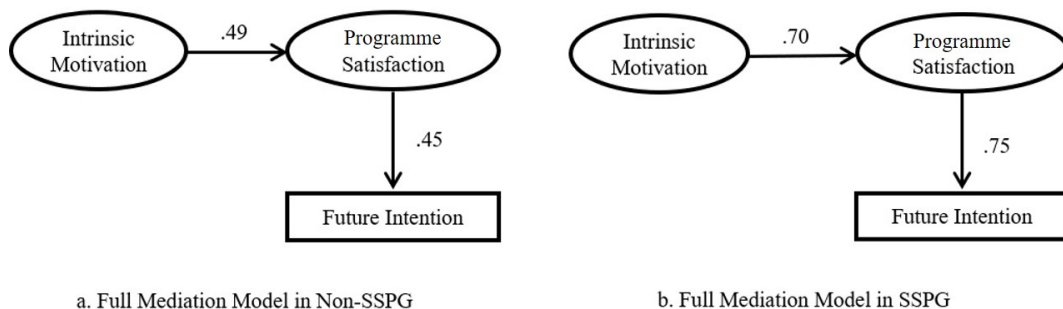 Intrinsic
Motivation
.49
Programme
Satisfaction
.45
Future Intention
a. Full Mediation Model in Non-SSPG
Intrinsic
Motivation
.70
Programme
Satisfaction
.75
Future Intention
b. Full Mediation Model in SSPG